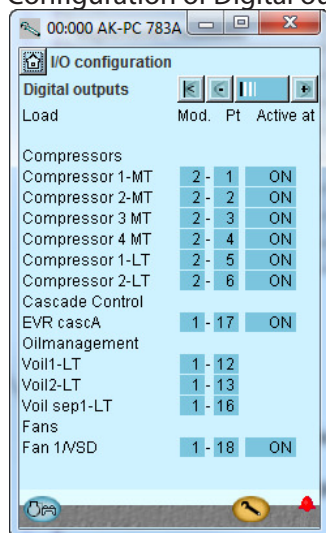 Configuration of Digital ou
00:000 AK-PC 783A
I/O configuration
Digital outputs
Load Mod. Pt Active at
Compressors
Compressor 1-MT 2 - 1 ON
Compressor 2-MT 2 - 2 ON
Compressor 3 MT 2 - 3 ON
Compressor 4 MT 2 - 4 ON
Compressor 1-LT 2 - 5 ON
Compressor 2-LT 2 - 6 ON
Cascade Control
EVR cascA 1 - 17 ON
Oilmanagement
Voil1-LT 1 - 12
Voil2-LT 1 - 13
Voil sep1-LT 1 - 16
Fans
Fan 1/VSD 1 - 18 ON